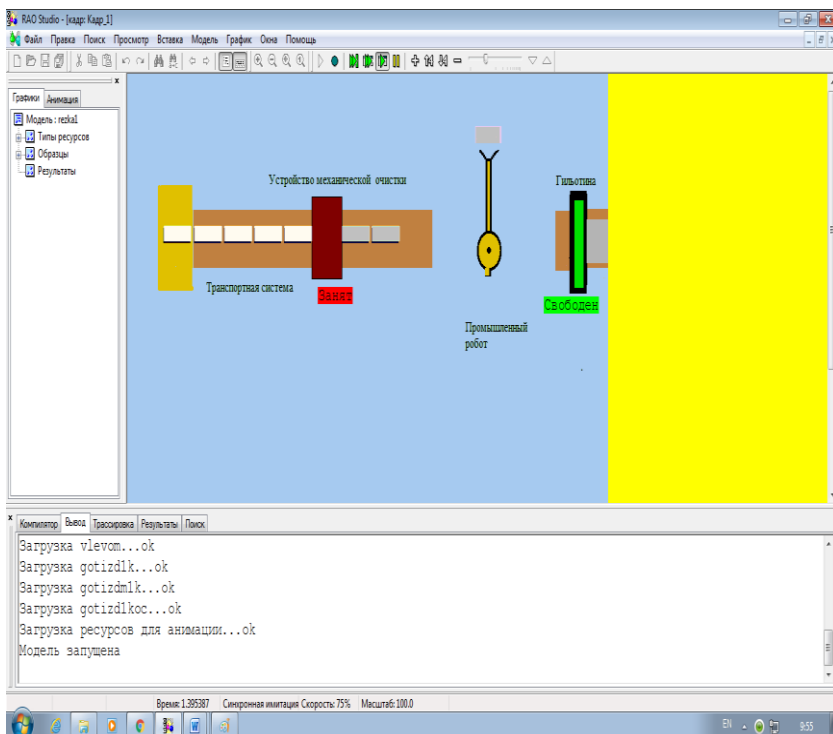 RAO Studio - [кадр: Кадр_1]
Файл Правка Поиск Просмотр Вставка Модель График Окна Помощь
Графики Анимация
Модель : rezka1
Типы ресурсов
Образцы
Результаты
Устройство механической очистки
Гильотина
Транспортная система
Занят
Свободен
Промышленный
робот
Компилятор Вывод Трассировка Результаты Поиск
Загрузка vlevom...ok
Загрузка gotizdlk...ok
Загрузка gotizdmlk...ok
Загрузка gotizdlkoc...ok
Загрузка ресурсов для анимации...ok
Модель запущена
Время: 1.395387 Синхронная имитация Скорость: 75% Масштаб: 100.0
EN 9:55